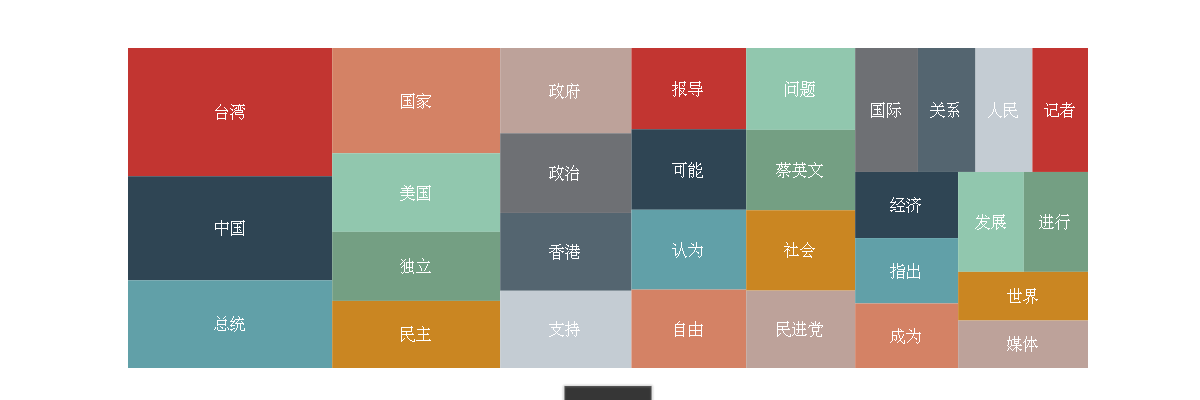 台湾
中国
总统
国家
美国
独立
民主
政府
政治
香港
支持
报导
可能
认为
自由
问题
蔡英文
社会
民进党
国际
关系
人民
记者
经济
指出
成为
发展
进行
世界
媒体